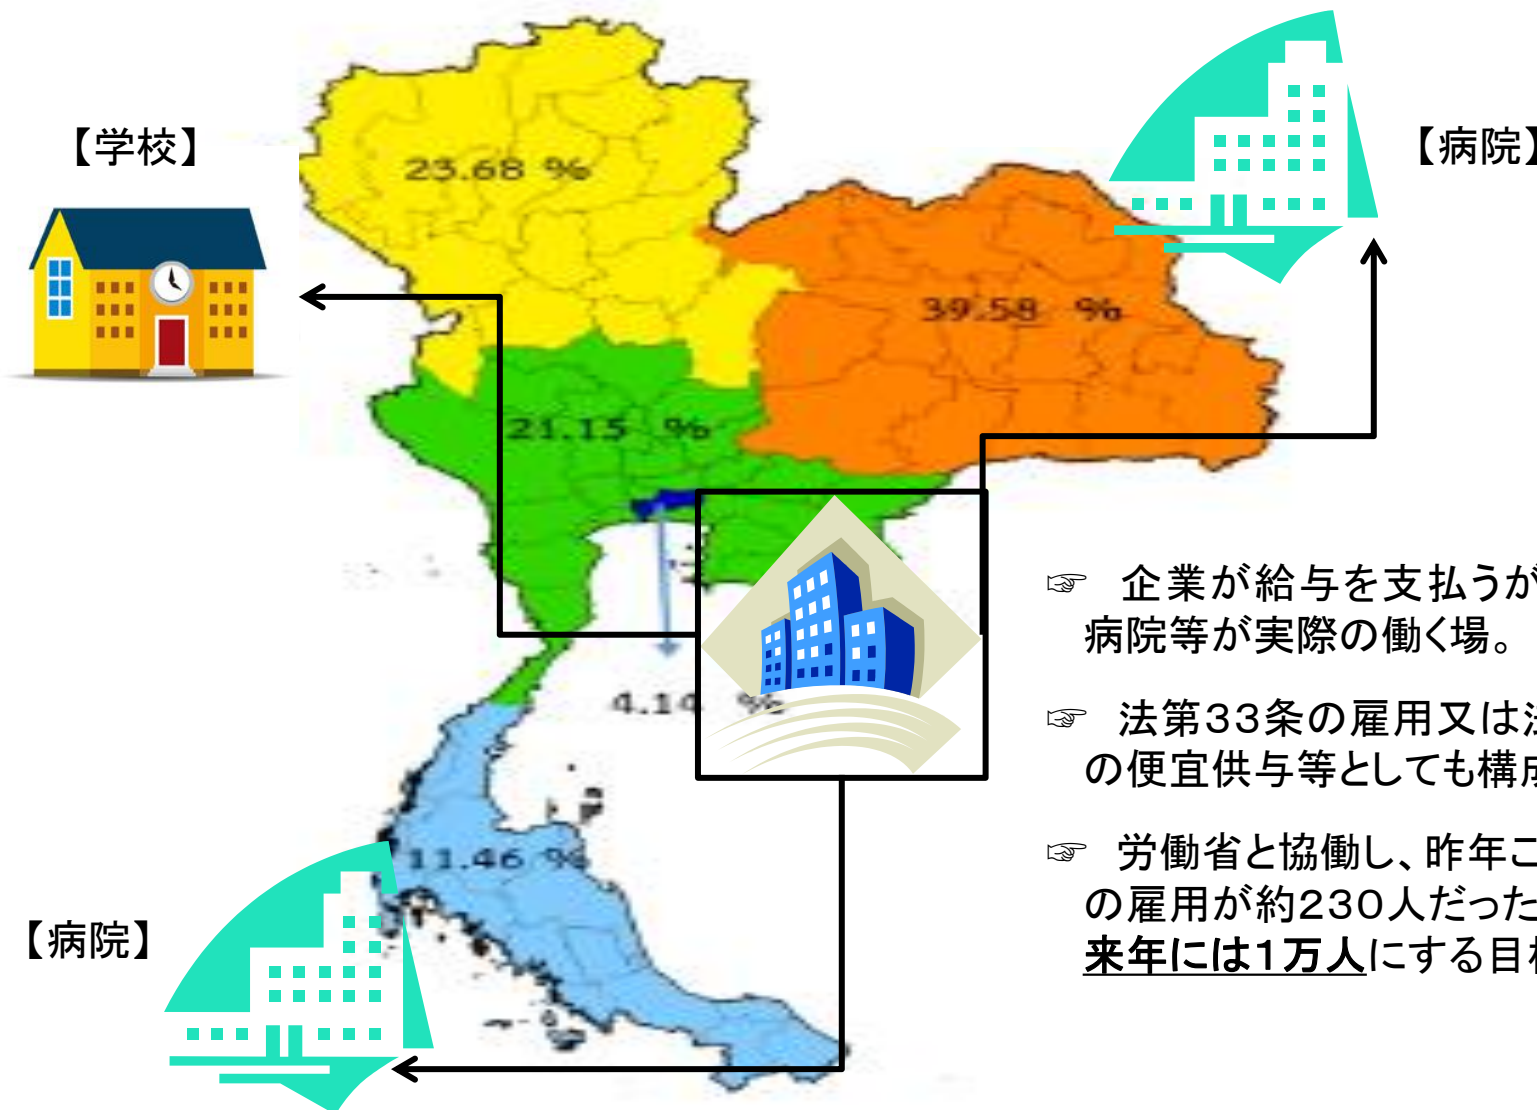 【学校】
【病院】
23.68 %
39.58 %
21.15 %
☞ 企業が給与を支払うが
病院等が実際の働く場。
4.14 %
☞ 法第33条の雇用又は
の便宜供与等としても構
☞ 労働省と協働し、昨年こ
の雇用が約230人だった
来年には1万人にする目
11.46 %
【病院】